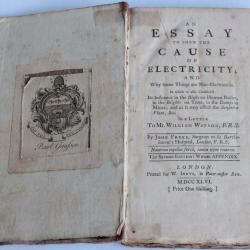 Paul Gemsege
AN
ESSAY
TO SHEW THE
CAUSE
OF
ELECTRICITY;
AND
Why some Things are Non-Electricable.
In which is also Consider'd
Its Influence in the Blasts on Human Bodies,
in the Blights on Trees, in the Damps in
Mines; and as it may affect the Sensitive
Plant, &c.
In a LETTER
To Mr. WILLIAM WATSON, F.R.S.
By JOHN FREKE, Surgeon to St. Bartholomew's
Hospital, London, F.R.S.
The SECOND EDITION; With an APPENDIX.
LONDON:
Printed for W. INNYS, in Pater-noster Row.
MDCCXLVI.
[ Price One Shilling. ]